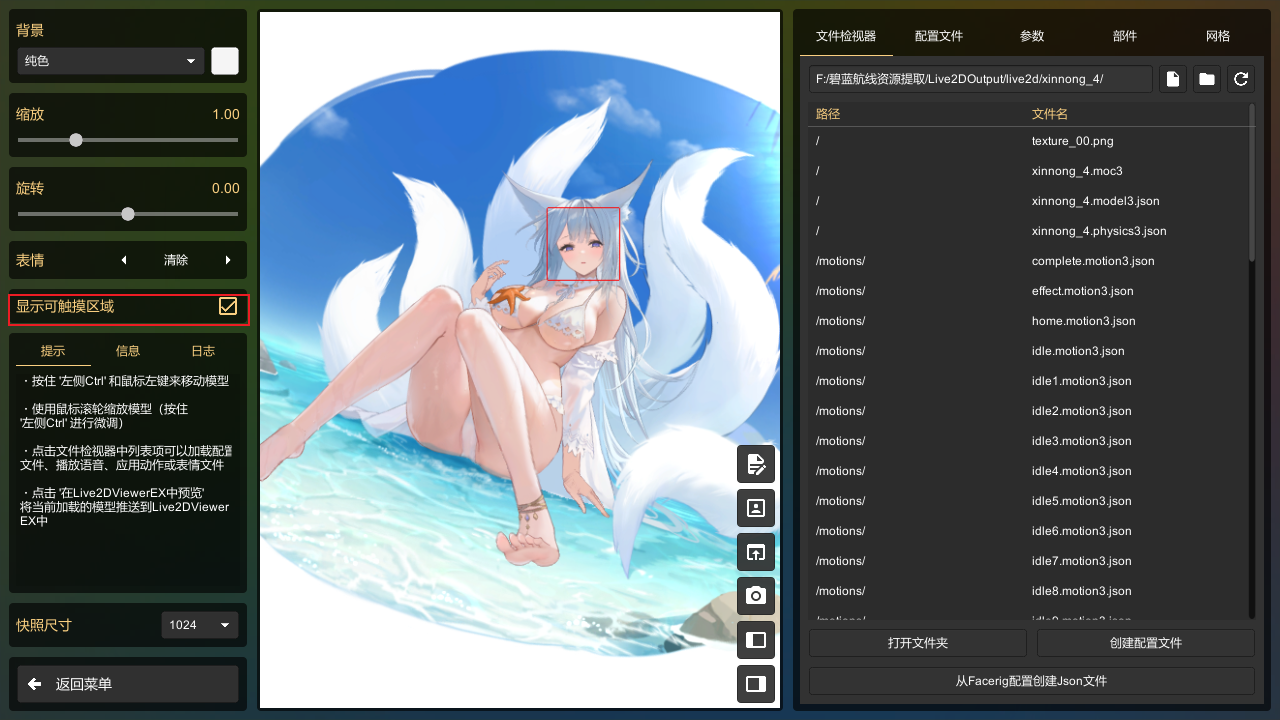 背景
纯色
缩放 1.00
旋转 0.00
表情 清除
显示可触摸区域
提示 信息 日志
· 按住 '左侧Ctrl' 和鼠标左键来移动模型
· 使用鼠标滚轮缩放模型（按住
'左侧Ctrl' 进行微调）
· 点击文件检视器中列表项可以加载配置
文件、播放语音、应用动作或表情文件
· 点击 '在Live2DViewerEX中预览'
将当前加载的模型推送到Live2DViewer
EX中
快照尺寸 1024
返回菜单
文件检视器 配置文件 参数 部件 网格
F:/碧蓝航线资源提取/Live2DOutput/live2d/xinnong_4/
路径 文件名
/ texture_00.png
/ xinnong_4.moc3
/ xinnong_4.model3.json
/ xinnong_4.physics3.json
/motions/ complete.motion3.json
/motions/ effect.motion3.json
/motions/ home.motion3.json
/motions/ idle.motion3.json
/motions/ idle1.motion3.json
/motions/ idle2.motion3.json
/motions/ idle3.motion3.json
/motions/ idle4.motion3.json
/motions/ idle5.motion3.json
/motions/ idle6.motion3.json
/motions/ idle7.motion3.json
/motions/ idle8.motion3.json
打开文件夹 创建配置文件
从Facerig配置创建Json文件